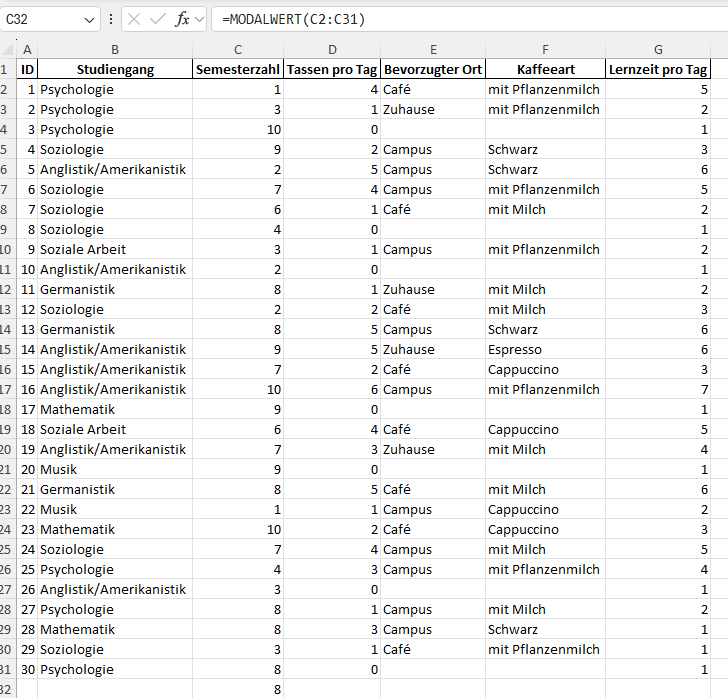 C32 fx =MODALWERT(C2:C31)
A B C D E F G
1 ID Studiengang Semesterzahl Tassen pro Tag Bevorzugter Ort Kaffeeart Lernzeit pro Tag
2 1 Psychologie 1 4 Café mit Pflanzenmilch 5
3 2 Psychologie 3 1 Zuhause mit Pflanzenmilch 2
4 3 Psychologie 10 0 1
5 4 Soziologie 9 2 Campus Schwarz 3
6 5 Anglistik/Amerikanistik 2 5 Campus Schwarz 6
7 6 Soziologie 7 4 Campus mit Pflanzenmilch 5
8 7 Soziologie 6 1 Café mit Milch 2
9 8 Soziologie 4 0 1
10 9 Soziale Arbeit 3 1 Campus mit Pflanzenmilch 2
11 10 Anglistik/Amerikanistik 2 0 1
12 11 Germanistik 8 1 Zuhause mit Milch 2
13 12 Soziologie 2 2 Café mit Milch 3
14 13 Germanistik 8 5 Campus Schwarz 6
15 14 Anglistik/Amerikanistik 9 5 Zuhause Espresso 6
16 15 Anglistik/Amerikanistik 7 2 Café Cappuccino 3
17 16 Anglistik/Amerikanistik 10 6 Campus mit Pflanzenmilch 7
18 17 Mathematik 9 0 1
19 18 Soziale Arbeit 6 4 Café Cappuccino 5
20 19 Anglistik/Amerikanistik 7 3 Zuhause mit Milch 4
21 20 Musik 9 0 1
22 21 Germanistik 8 5 Café mit Milch 6
23 22 Musik 1 1 Campus Cappuccino 2
24 23 Mathematik 10 2 Café Cappuccino 3
25 24 Soziologie 7 4 Campus mit Milch 5
26 25 Psychologie 4 3 Campus mit Pflanzenmilch 4
27 26 Anglistik/Amerikanistik 3 0 1
28 27 Psychologie 8 1 Campus mit Milch 2
29 28 Mathematik 8 3 Campus Schwarz 1
30 29 Soziologie 3 1 Café mit Pflanzenmilch 1
31 30 Psychologie 8 0 1
32 8